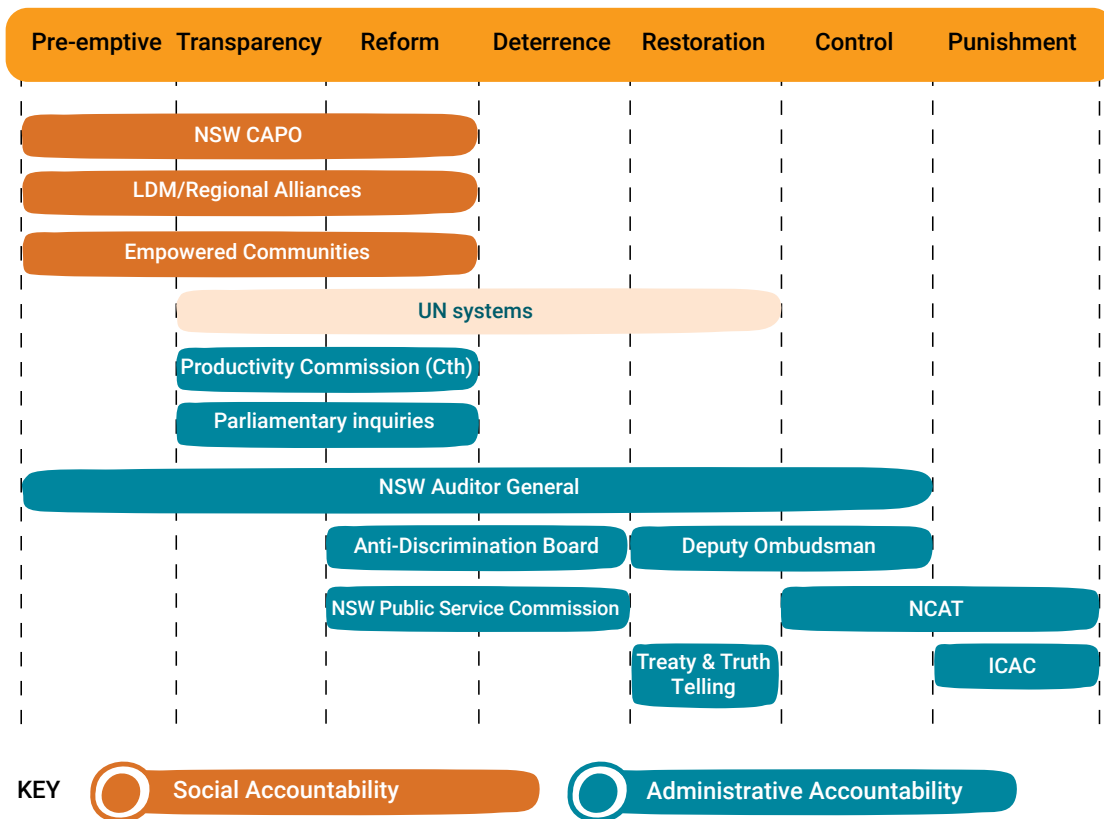 Pre-emptive Transparency Reform Deterrence Restoration Control Punishment
NSW CAPO
LDM/Regional Alliances
Empowered Communities
UN systems
Productivity Commission (Cth)
Parliamentary inquiries
NSW Auditor General
Anti-Discrimination Board Deputy Ombudsman
NSW Public Service Commission NCAT
Treaty & Truth
Telling
ICAC
KEY Social Accountability Administrative Accountability